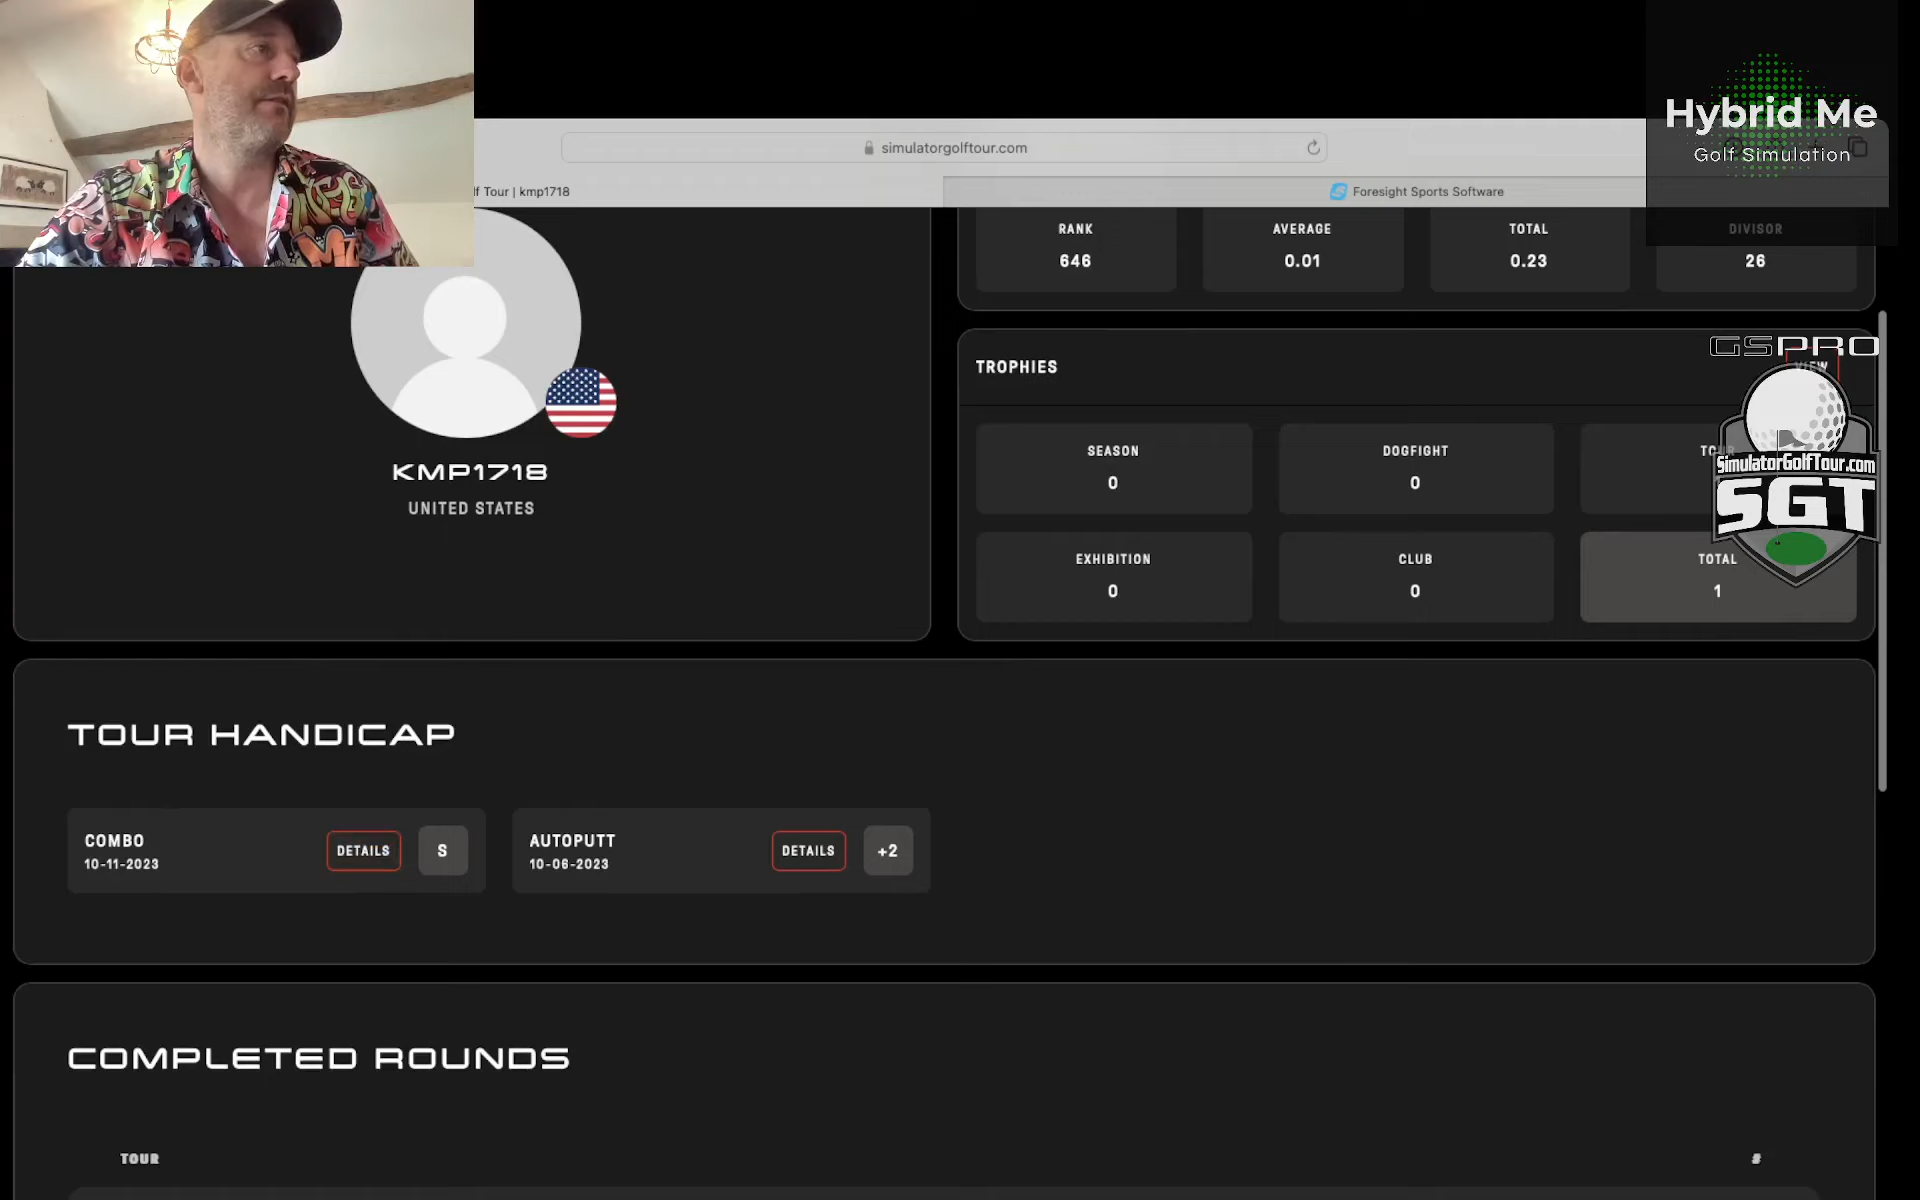 Hybrid Me
Golf Simulation
simulatorgolftour.com
lf Tour | kmp1718
Foresight Sports Software
RANK
646
AVERAGE
0.01
TOTAL
0.23
DIVISOR
26
TROPHIES
VIEW
GSPRO
SimulatorGolfTour.com
SGT
SEASON
0
DOGFIGHT
0
EXHIBITION
0
CLUB
0
TOTAL
1
KMP1718
UNITED STATES
TOUR HANDICAP
COMBO
10-11-2023
DETAILS
S
AUTOPUTT
10-06-2023
DETAILS
+2
COMPLETED ROUNDS
TOUR
#